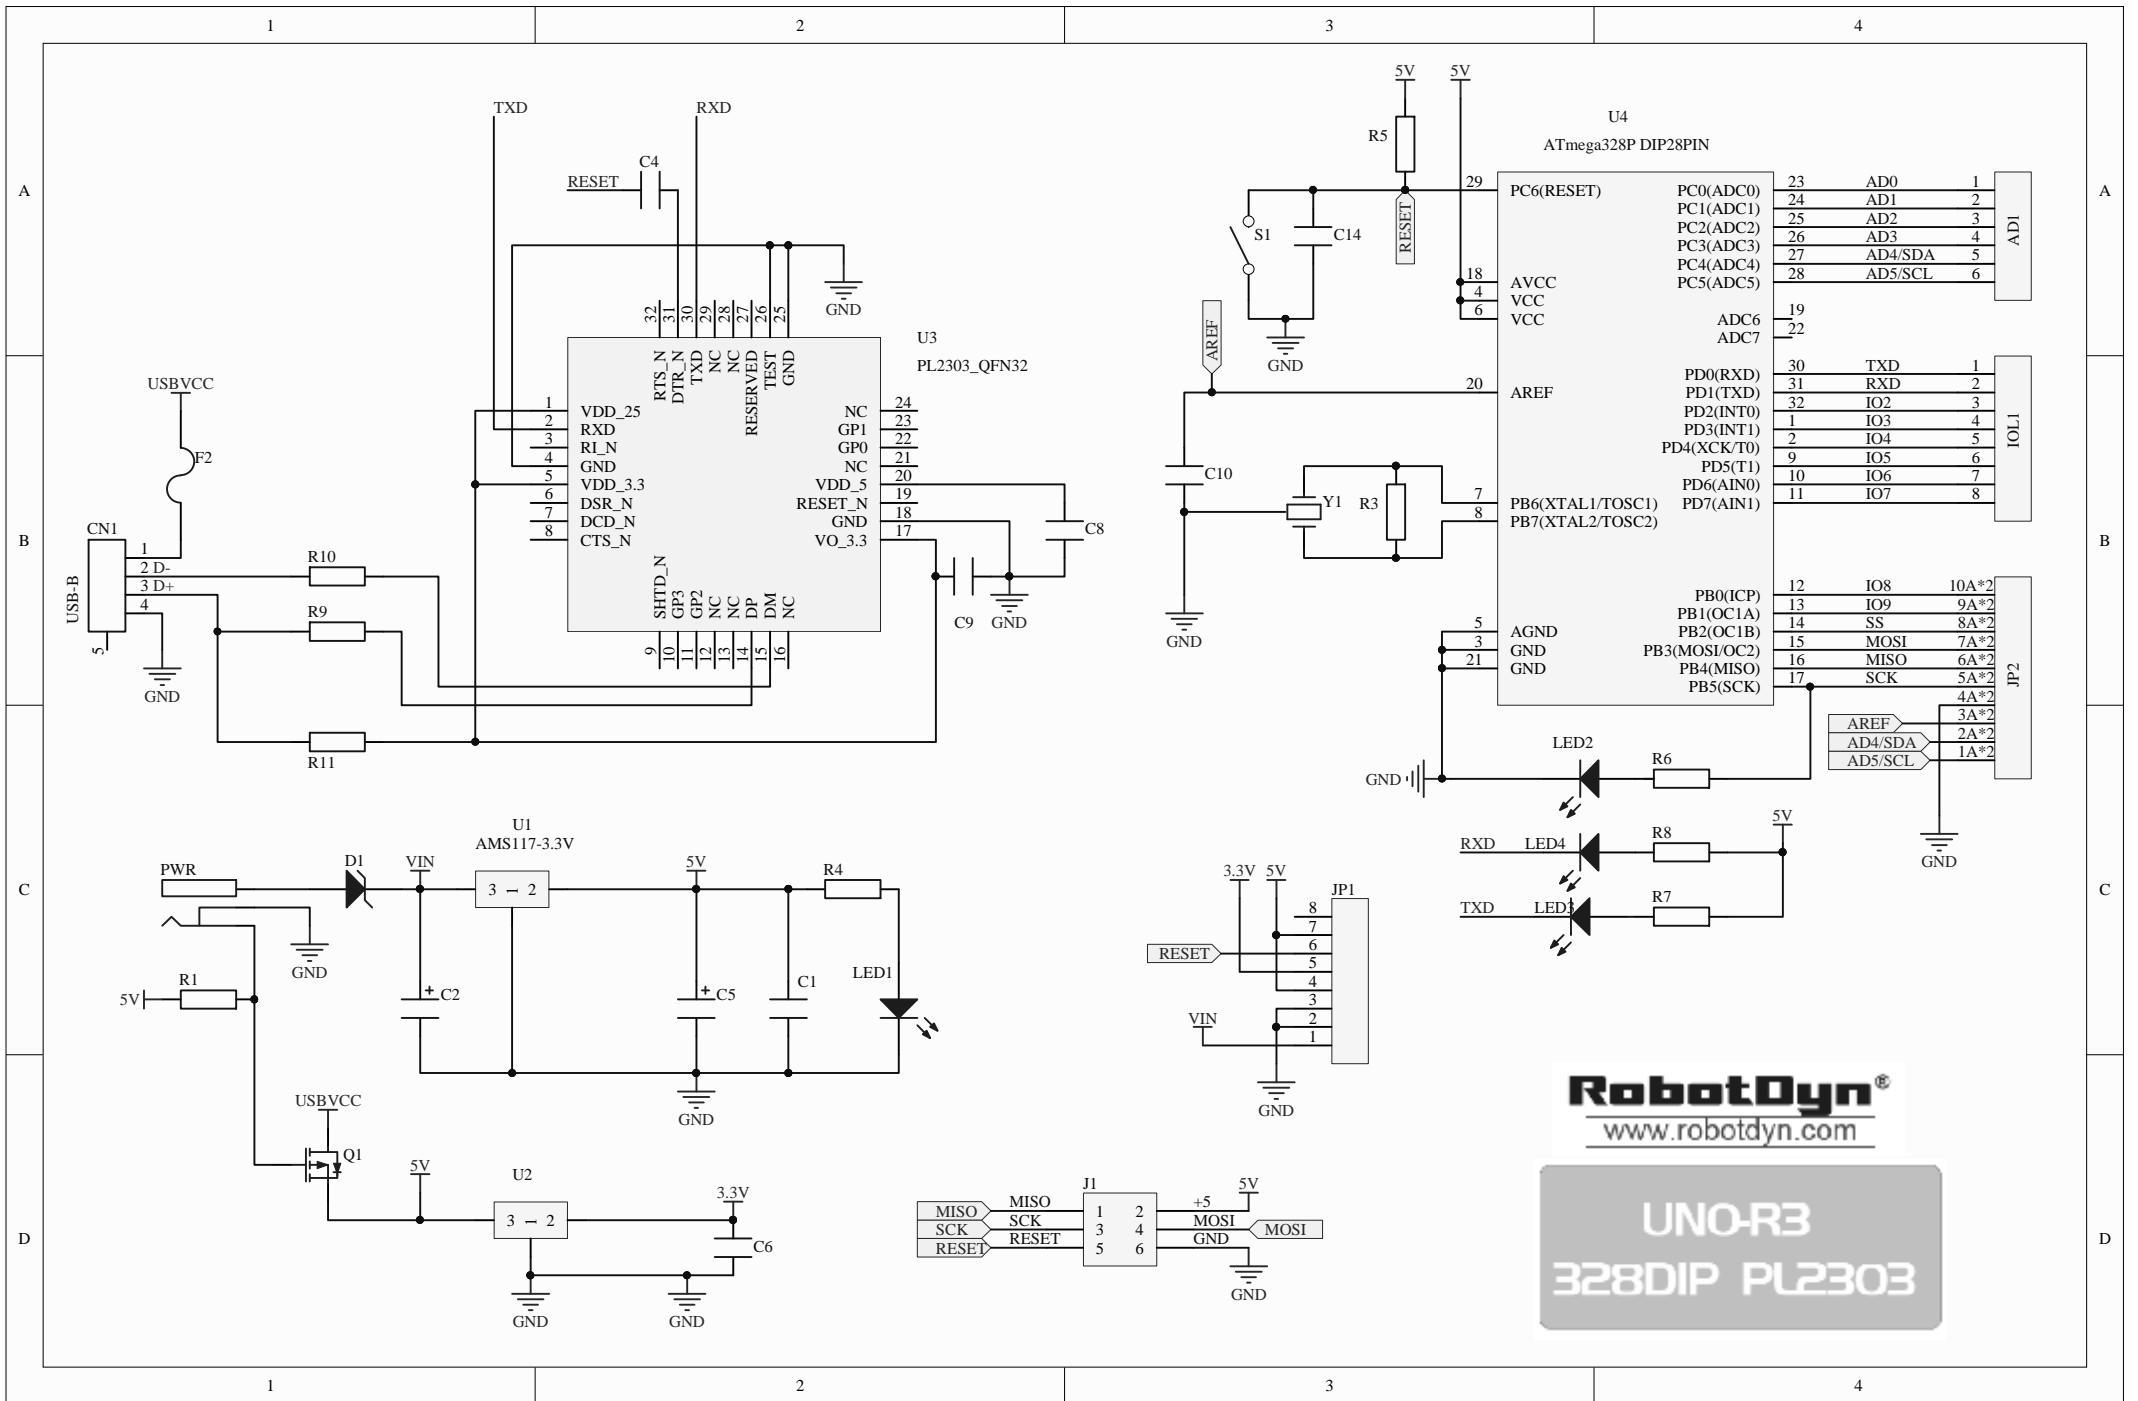 1 2 3 4
A
B
C
D
A
B
C
D
1 2 3 4
TXD
RXD
RESET
C4
GND
U3
PL2303_QFN32
32 31 30 29 28 27 26 25
RTS_N
DTR_N
TXD
NC
NC
RESERVED
TEST
GND
1 VDD_25
2 RXD
3 RI_N
4 GND
5 VDD_3.3
6 DSR_N
7 DCD_N
8 CTS_N
NC 24
GP1 23
GP0 22
NC 21
VDD_5 20
RESET_N 19
GND 18
VO_3.3 17
SHTD_N
GP3
GP2
NC
NC
DP
DM
NC
9 10 11 12 13 14 15 16
C8
C9
GND
USBVCC
F2
CN1
USB-B
1
2 D-
3 D+
4
5
GND
R10
R9
R11
5V
5V
R5
RESET
S1
C14
GND
AREF
C10
GND
Y1
R3
U4
ATmega328P DIP28PIN
29 PC6(RESET)
18 AVCC
4 VCC
6 VCC
20 AREF
7 PB6(XTAL1/TOSC1)
8 PB7(XTAL2/TOSC2)
5 AGND
3 GND
21 GND
PC0(ADC0) 23 AD0 1
PC1(ADC1) 24 AD1 2
PC2(ADC2) 25 AD2 3
PC3(ADC3) 26 AD3 4
PC4(ADC4) 27 AD4/SDA 5
PC5(ADC5) 28 AD5/SCL 6
AD1
ADC6 19
ADC7 22
PD0(RXD) 30 TXD 1
PD1(TXD) 31 RXD 2
PD2(INT0) 32 IO2 3
PD3(INT1) 1 IO3 4
PD4(XCK/T0) 2 IO4 5
PD5(T1) 9 IO5 6
PD6(AIN0) 10 IO6 7
PD7(AIN1) 11 IO7 8
IOL1
PB0(ICP) 12 IO8 10A*2
PB1(OC1A) 13 IO9 9A*2
PB2(OC1B) 14 SS 8A*2
PB3(MOSI/OC2) 15 MOSI 7A*2
PB4(MISO) 16 MISO 6A*2
PB5(SCK) 17 SCK 5A*2
4A*2
AREF 3A*2
AD4/SDA 2A*2
AD5/SCL 1A*2
JP2
GND
GND
LED2
R6
5V
RXD LED4 R8
TXD LED3 R7
U1
AMS117-3.3V
PWR
D1
VIN
3 1 2
5V
R4
GND
R1
5V
+ C2
+ C5
C1
LED1
GND
USBVCC
Q1
5V
U2
3 1 2
3.3V
C6
GND
GND
3.3V 5V
JP1
8
7
RESET 6
5
4
3
VIN
2
1
GND
J1
MISO MISO 1 2 +5 5V
SCK SCK 3 4 MOSI MOSI
RESET RESET 5 6 GND
GND
RobotDyn®
www.robotdyn.com
UNO-R3
328DIP PL2303